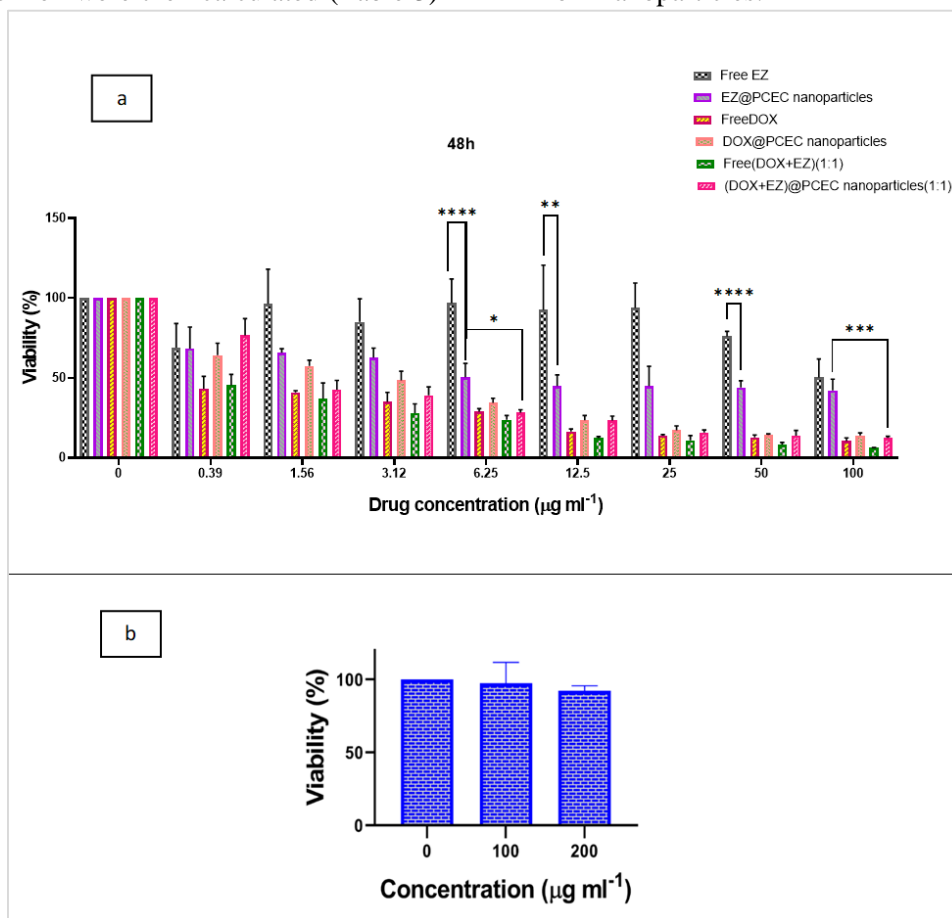 a
Free EZ
EZ@PCEC nanoparticles
FreeDOX
DOX@PCEC nanoparticles
Free(DOX+EZ)(1:1)
(DOX+EZ)@PCEC nanoparticles(1:1)
48h
**** ** **** * ***
Viability (%)
150
100
50
0
0 0.39 1.56 3.12 6.25 12.5 25 50 100
Drug concentration (µg ml⁻¹)
b
Viability (%)
100
50
0
0 100 200
Concentration (µg ml⁻¹)